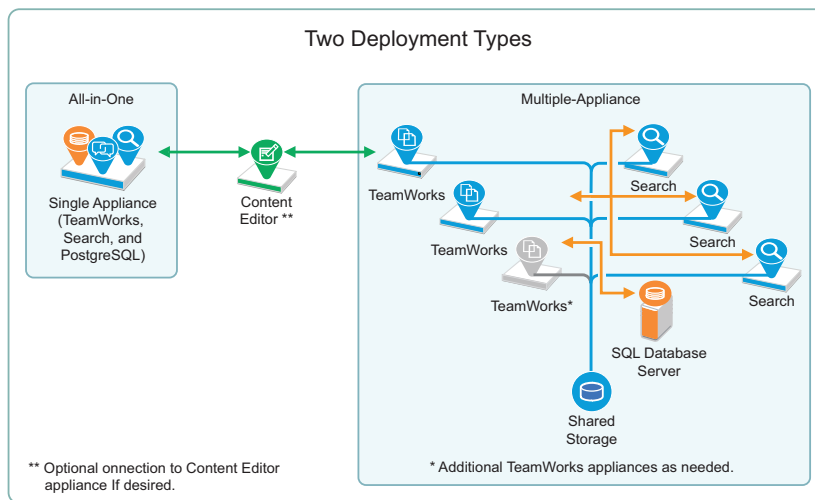 Two Deployment Types
All-in-One
Single Appliance
(TeamWorks,
Search, and
PostgreSQL)
Content
Editor **
Multiple-Appliance
TeamWorks
Search
TeamWorks
Search
TeamWorks*
Search
SQL Database
Server
Shared
Storage
** Optional onnection to Content Editor
appliance If desired.
* Additional TeamWorks appliances as needed.